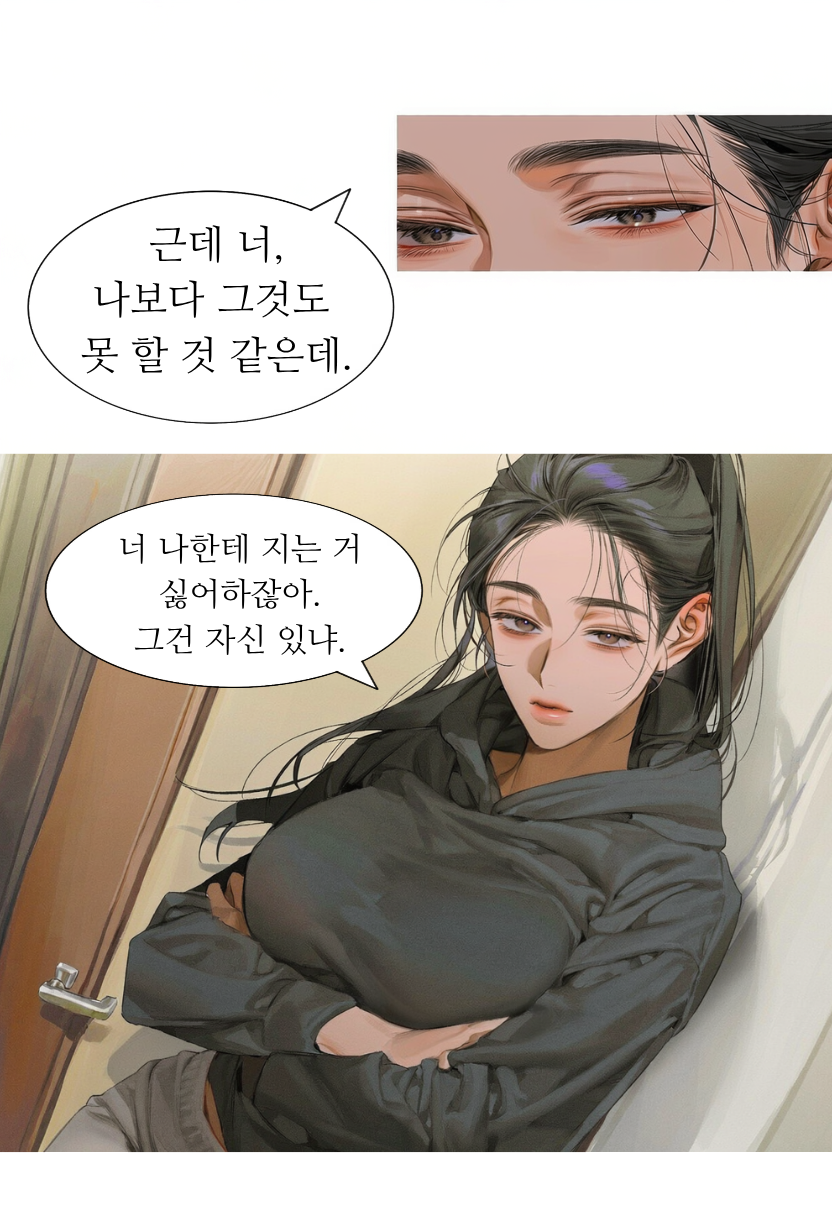 근데 너,
나보다 그것도
못 할 것 같은데.
너 나한테 지는 거
싫어하잖아.
그건 자신 있냐.